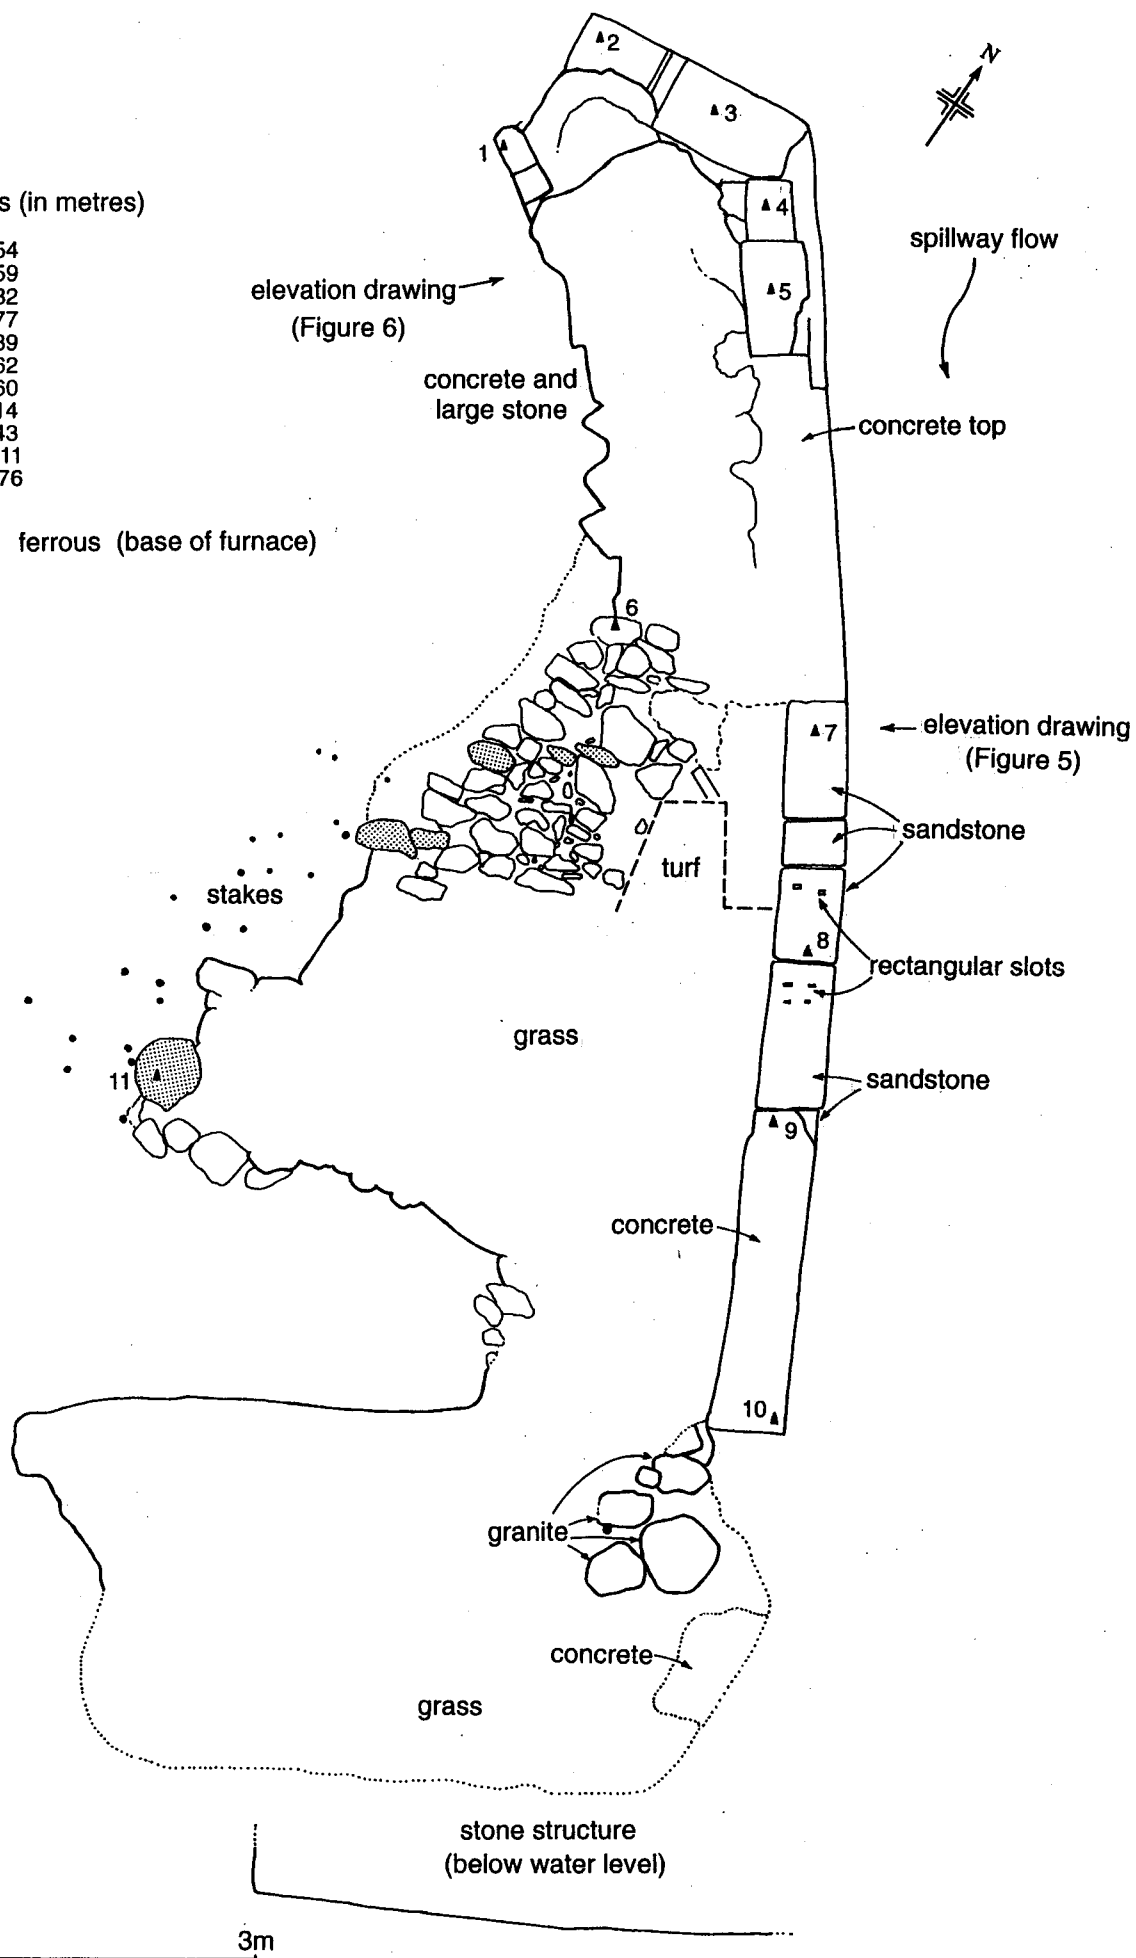 N
2
3
1
4
5
s (in metres)
54
59
32
77
39
62
60
14
43
11
76
spillway flow
elevation drawing
(Figure 6)
concrete and
large stone
concrete top
ferrous (base of furnace)
6
7
elevation drawing
(Figure 5)
sandstone
turf
stakes
8
rectangular slots
grass
11
sandstone
9
concrete
10
granite
concrete
grass
stone structure
(below water level)
3m